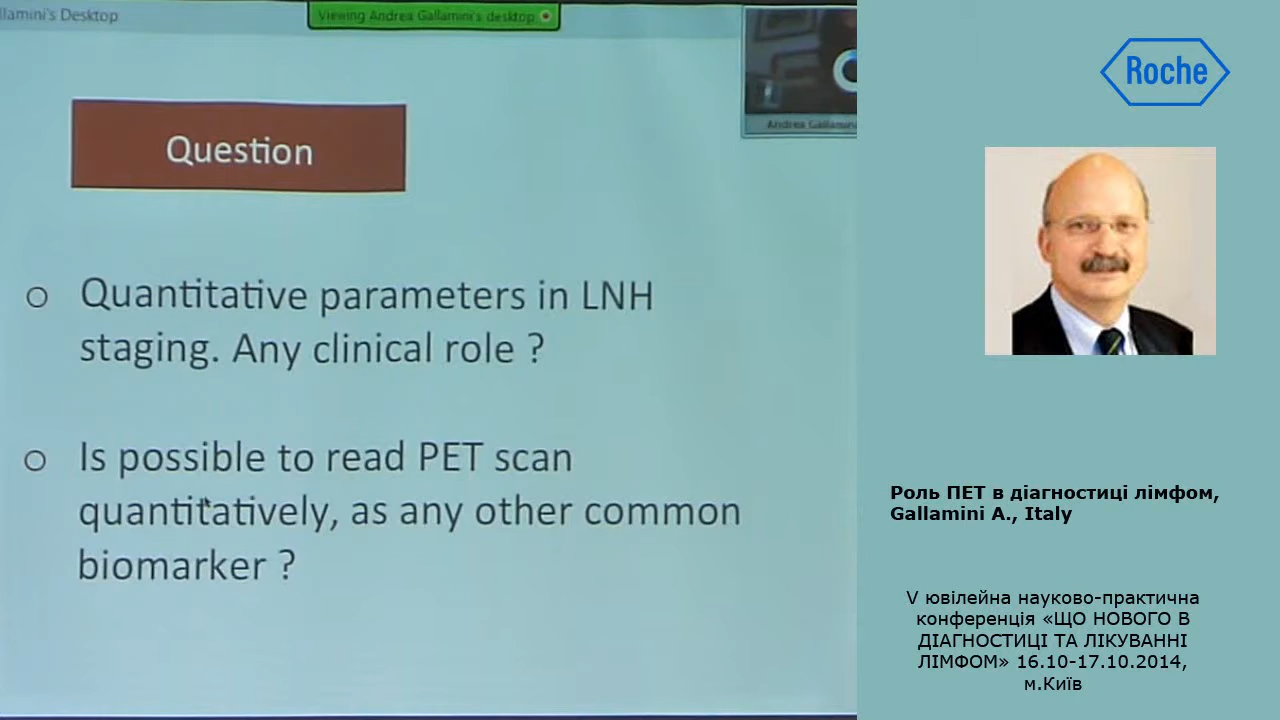 llamini's Desktop
Viewing Andrea Gallamini's desktop
Andrea Gallamini
Question
Quantitative parameters in LNH
staging. Any clinical role ?
Is possible to read PET scan
quantitatively, as any other common
biomarker ?
Roche
Роль ПЕТ в діагностиці лімфом,
Gallamini A., Italy
V ювілейна науково-практична
конференція «ЩО НОВОГО В
ДІАГНОСТИЦІ ТА ЛІКУВАННІ
ЛІМФОМ» 16.10-17.10.2014,
м.Київ